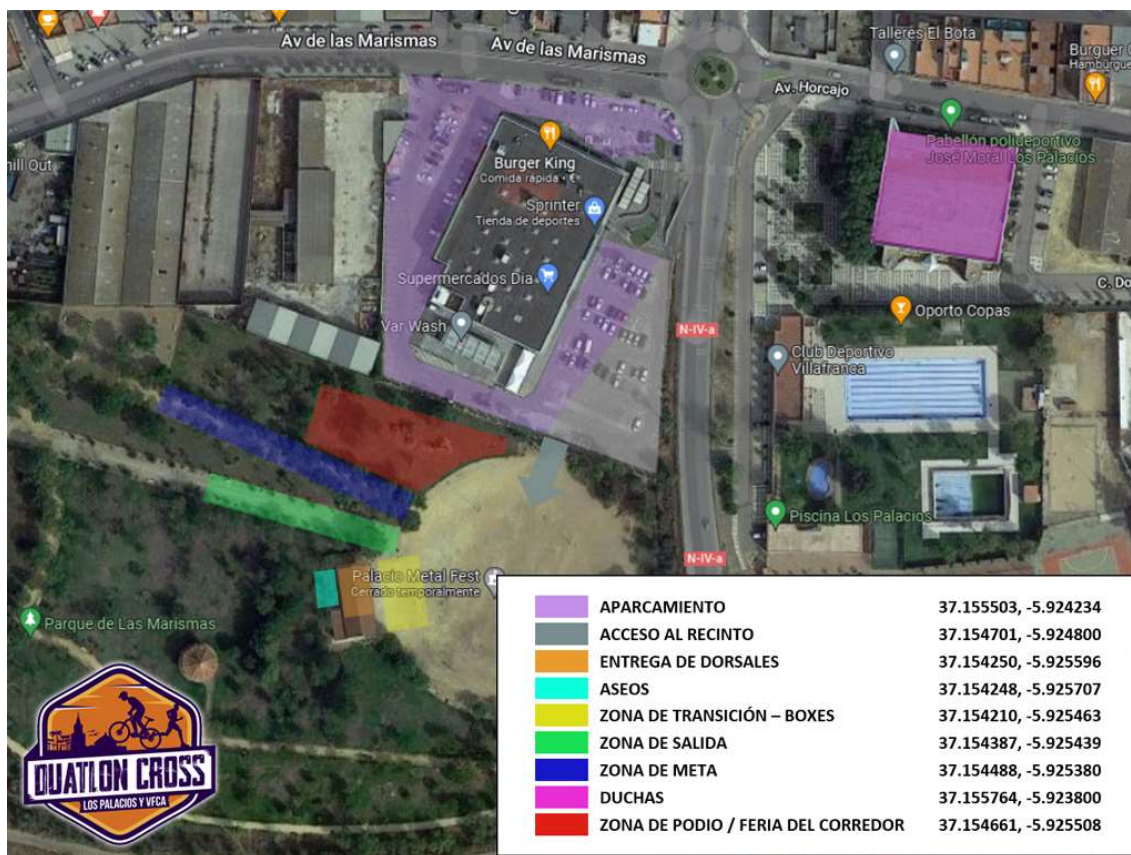 Av de las Marismas
Av de las Marismas
Talleres El Bota
Burguer
Hamburgue
Av. Horcajo
Pabellón polideportivo
José Moral Los Palacios
hill Out
Burger King
Comida rápida · €
Sprinter
Tienda de deportes
Supermercados Dia
C. Do
Oporto Copas
Var Wash
N-IV-a
Club Deportivo
Villafranca
Piscina Los Palacios
N-IV-a
Palacio Metal Fest
Cerrado temporalmente
Parque de Las Marismas
APARCAMIENTO 37.155503, -5.924234
ACCESO AL RECINTO 37.154701, -5.924800
ENTREGA DE DORSALES 37.154250, -5.925596
ASEOS 37.154248, -5.925707
ZONA DE TRANSICIÓN – BOXES 37.154210, -5.925463
ZONA DE SALIDA 37.154387, -5.925439
ZONA DE META 37.154488, -5.925380
DUCHAS 37.155764, -5.923800
ZONA DE PODIO / FERIA DEL CORREDOR 37.154661, -5.925508
DUATLON CROSS
LOS PALACIOS Y VFCA